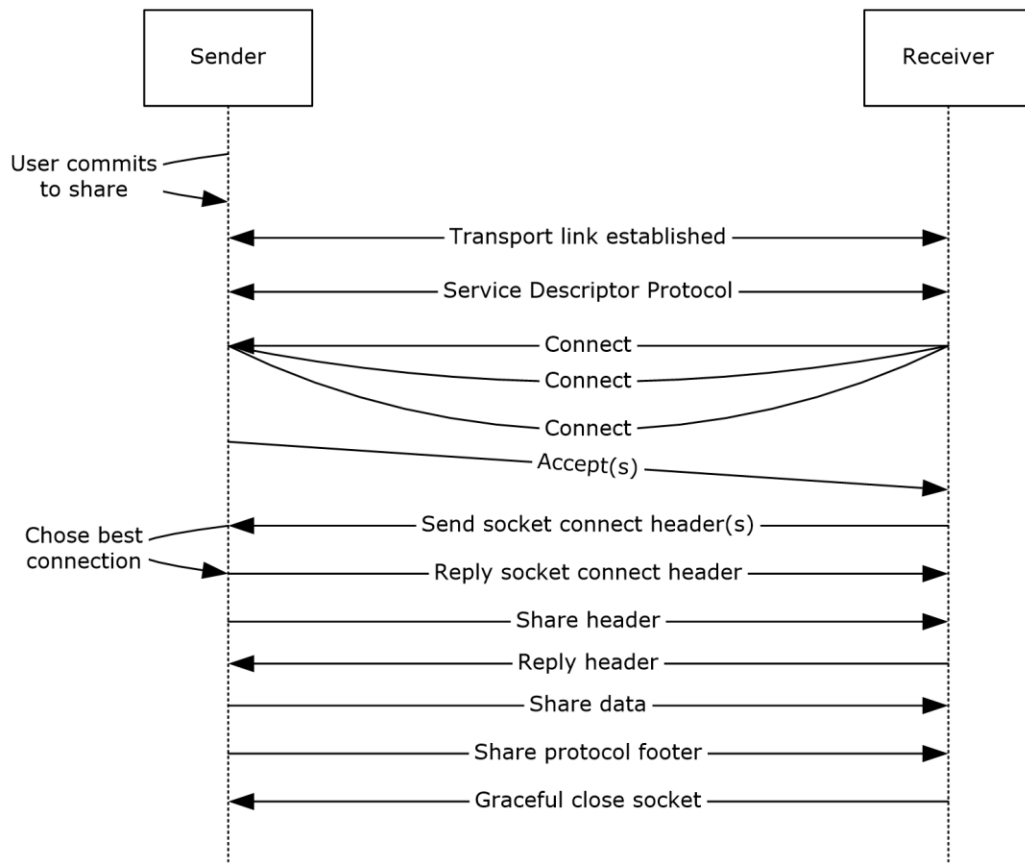 Sender
Receiver
User commits
to share
Transport link established
Service Descriptor Protocol
Connect
Connect
Connect
Accept(s)
Send socket connect header(s)
Chose best
connection
Reply socket connect header
Share header
Reply header
Share data
Share protocol footer
Graceful close socket